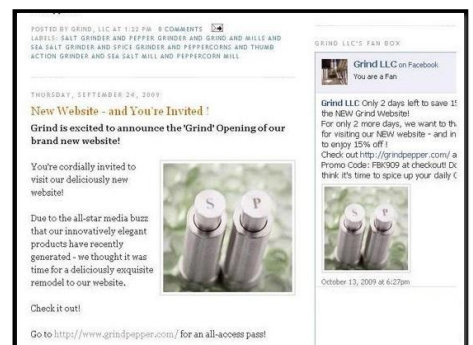 POSTED BY GRIND, LLC AT 1:22 PM 0 COMMENTS
LABELS: SALT GRINDER AND PEPPER GRINDER AND GRIND AND MILLS AND
SEA SALT GRINDER AND SPICE GRINDER AND PEPPERCORNS AND THUMB
ACTION GRINDER AND SEA SALT MILL AND PEPPERCORN MILL
THURSDAY, SEPTEMBER 24, 2009
New Website - and You're Invited !
Grind is excited to announce the 'Grind' Opening of our
brand new website!
You're cordially invited to
visit our deliciously new
website!
Due to the all-star media buzz
that our innovatively elegant
products have recently
generated - we thought it was
time for a deliciously exquisite
remodel to our website.
Check it out!
Go to http://www.grindpepper.com/ for an all-access pass!
S P
GRIND LLC'S FAN BOX
Grind LLC on Facebook
You are a Fan
Grind LLC Only 2 days left to save 15
the NEW Grind Website!
For only 2 more days, we want to th
for visiting our NEW website - and in
to enjoy 15% off !
Check out http://grindpepper.com/ a
Promo Code: FBK909 at checkout! Do
think it's time to spice up your daily G
S P
October 13, 2009 at 6:27pm